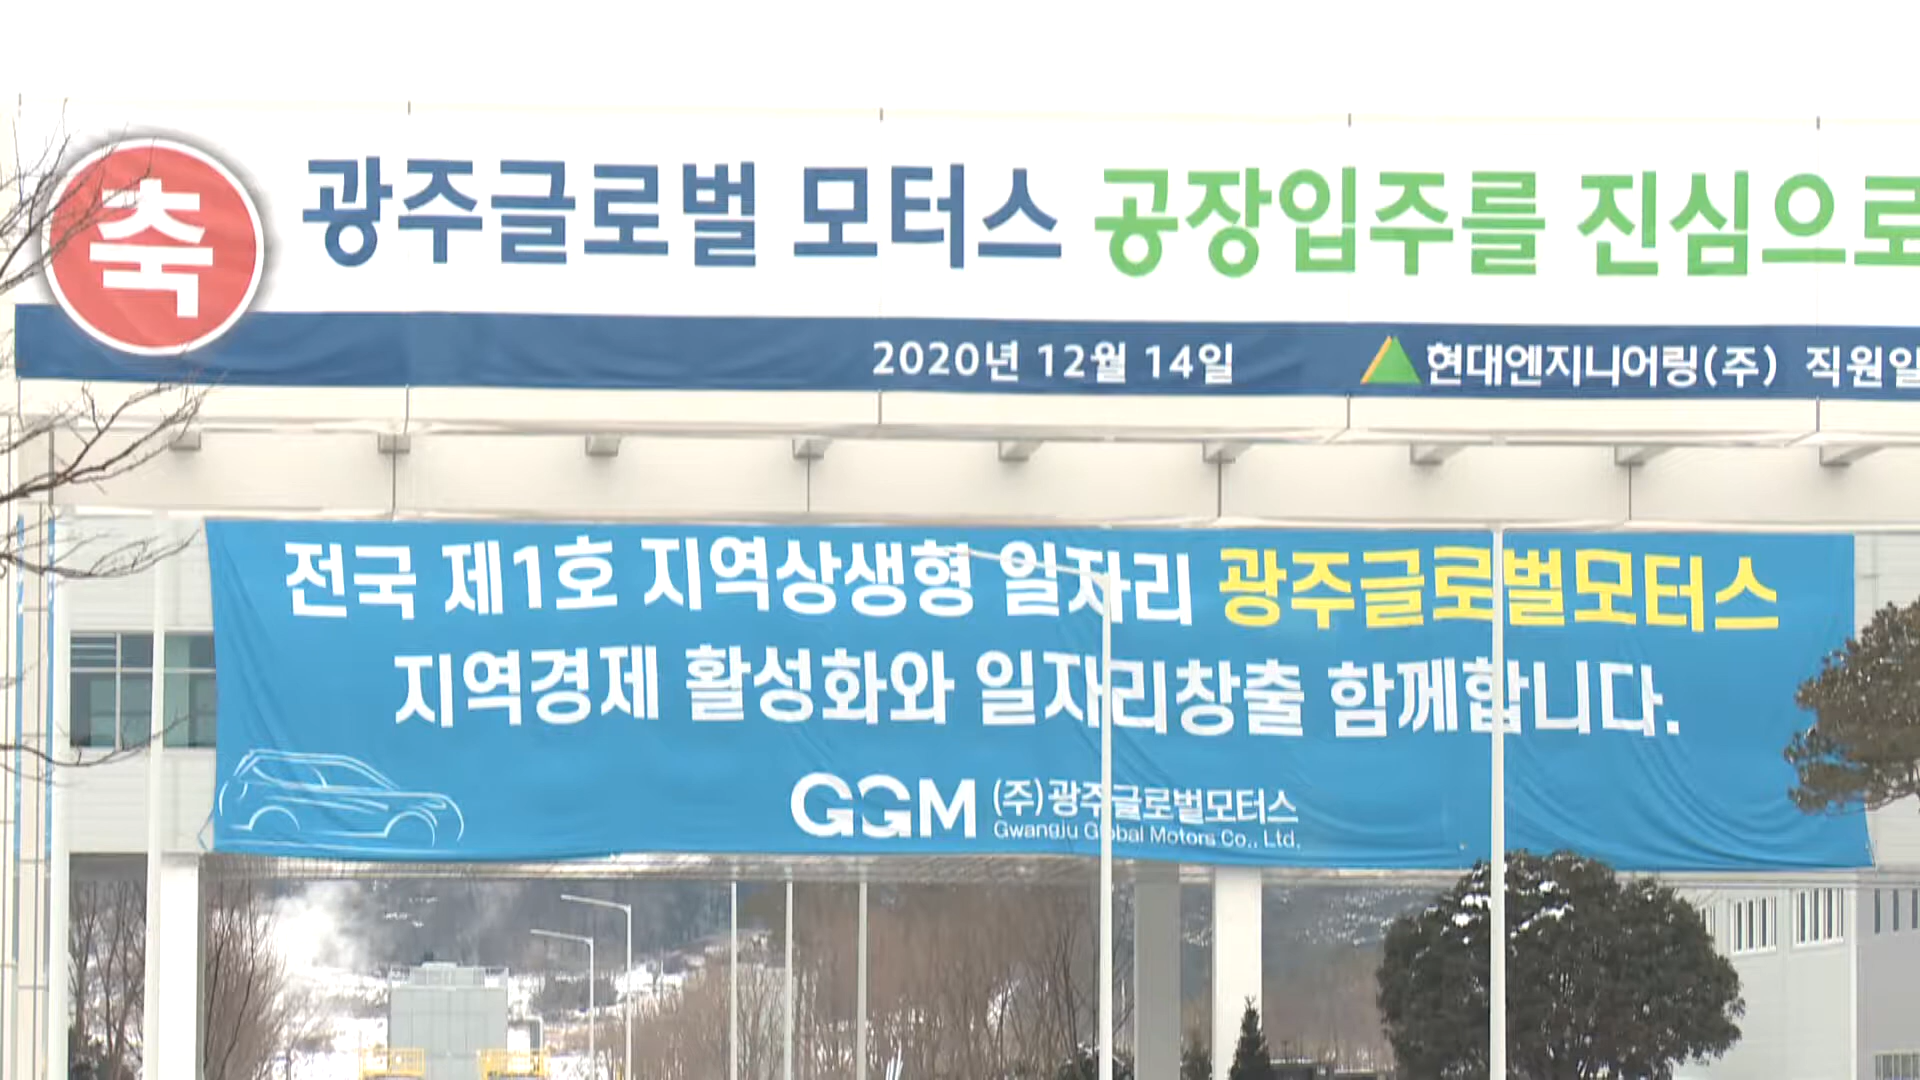 축 광주글로벌 모터스 공장입주를 진심으로
2020년 12월 14일 현대엔지니어링(주) 직원일
전국 제1호 지역상생형 일자리 광주글로벌모터스
지역경제 활성화와 일자리창출 함께합니다.
GGM (주)광주글로벌모터스
Gwangju Global Motors Co., Ltd.